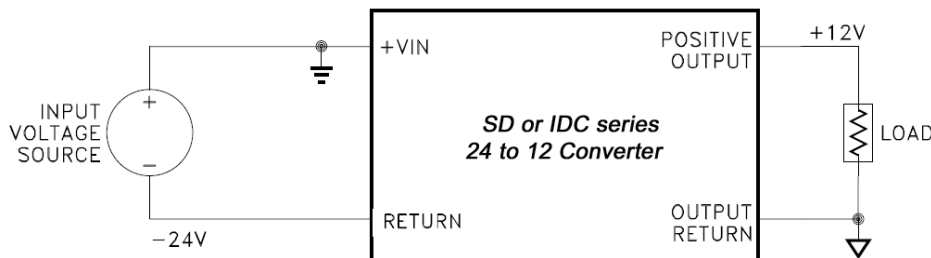 +VIN
POSITIVE
OUTPUT
+12V
INPUT
VOLTAGE
SOURCE
+
−
SD or IDC series
24 to 12 Converter
LOAD
−24V
RETURN
OUTPUT
RETURN